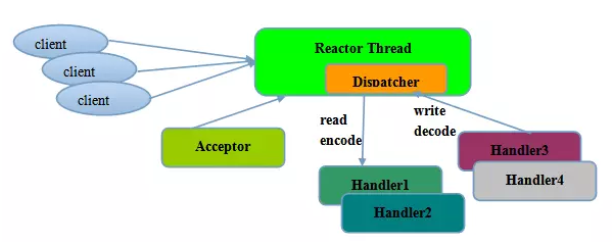 client
client
client
Reactor Thread
Dispatcher
Acceptor
read
encode
write
decode
Handler1
Handler2
Handler3
Handler4